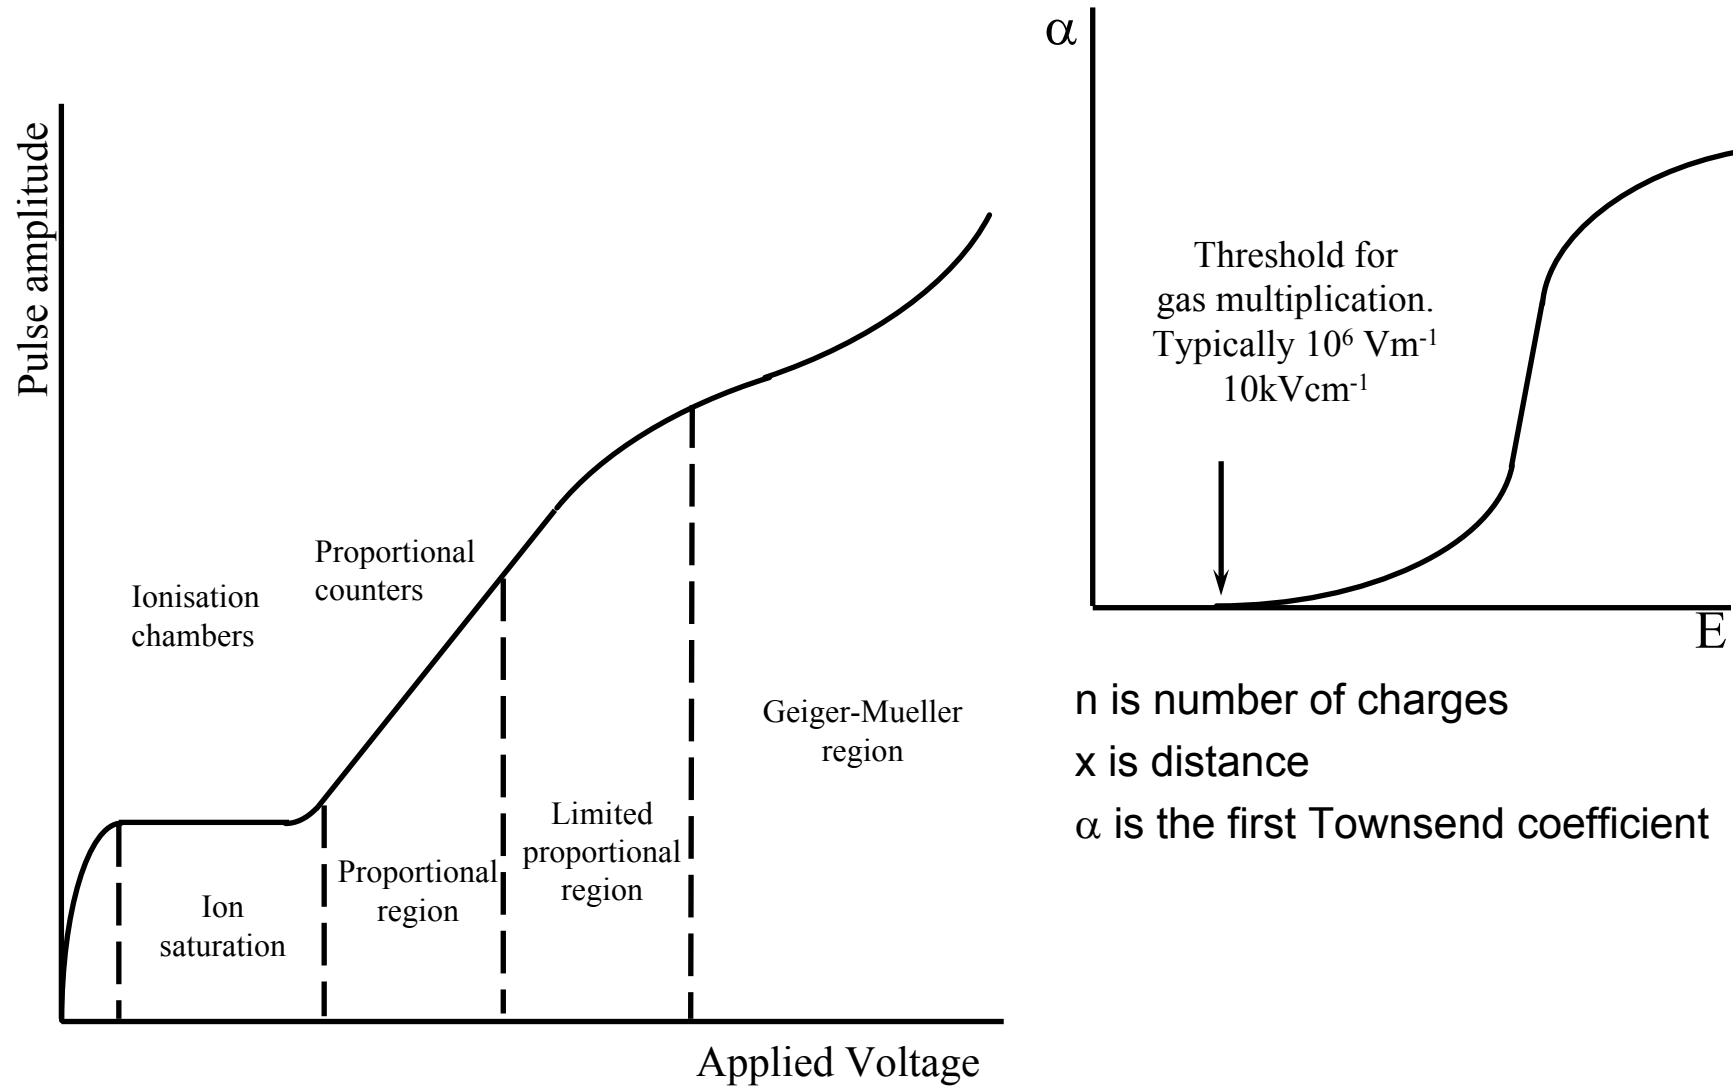 Pulse amplitude
Ionisation
chambers
Proportional
counters
Ion
saturation
Proportional
region
Limited
proportional
region
Geiger-Mueller
region
Applied Voltage
α
Threshold for
gas multiplication.
Typically 10⁶ Vm⁻¹
10kVcm⁻¹
E
n is number of charges
x is distance
α is the first Townsend coefficient